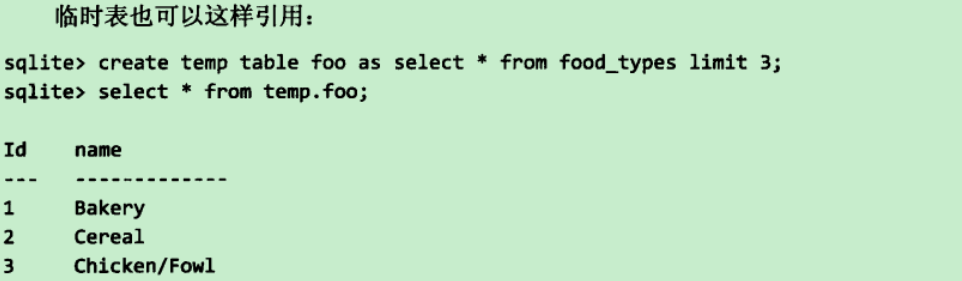 临时表也可以这样引用：
sqlite> create temp table foo as select * from food_types limit 3;
sqlite> select * from temp.foo;
Id    name
---   -------------
1     Bakery
2     Cereal
3     Chicken/Fowl